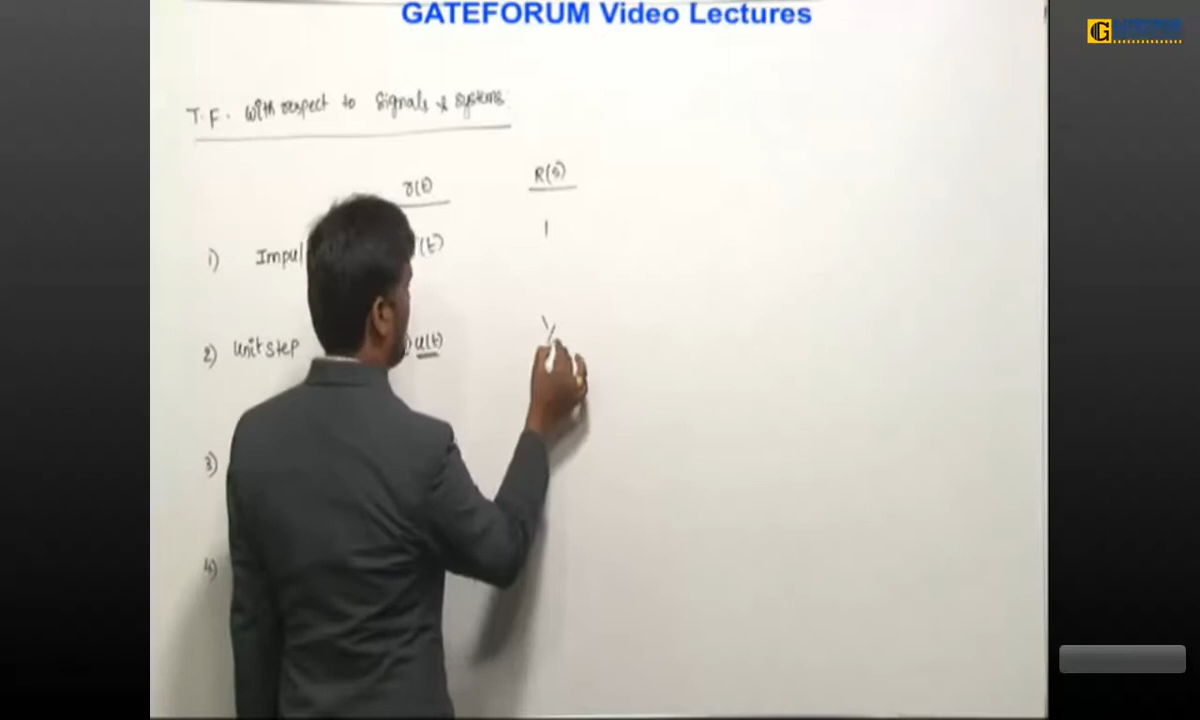 GATEFORUM Video Lectures
T.F. With respect to Signals & Systems:
r(t) R(s)
1) Impul (t) 1
2) Unit step u(t)
3)
4)